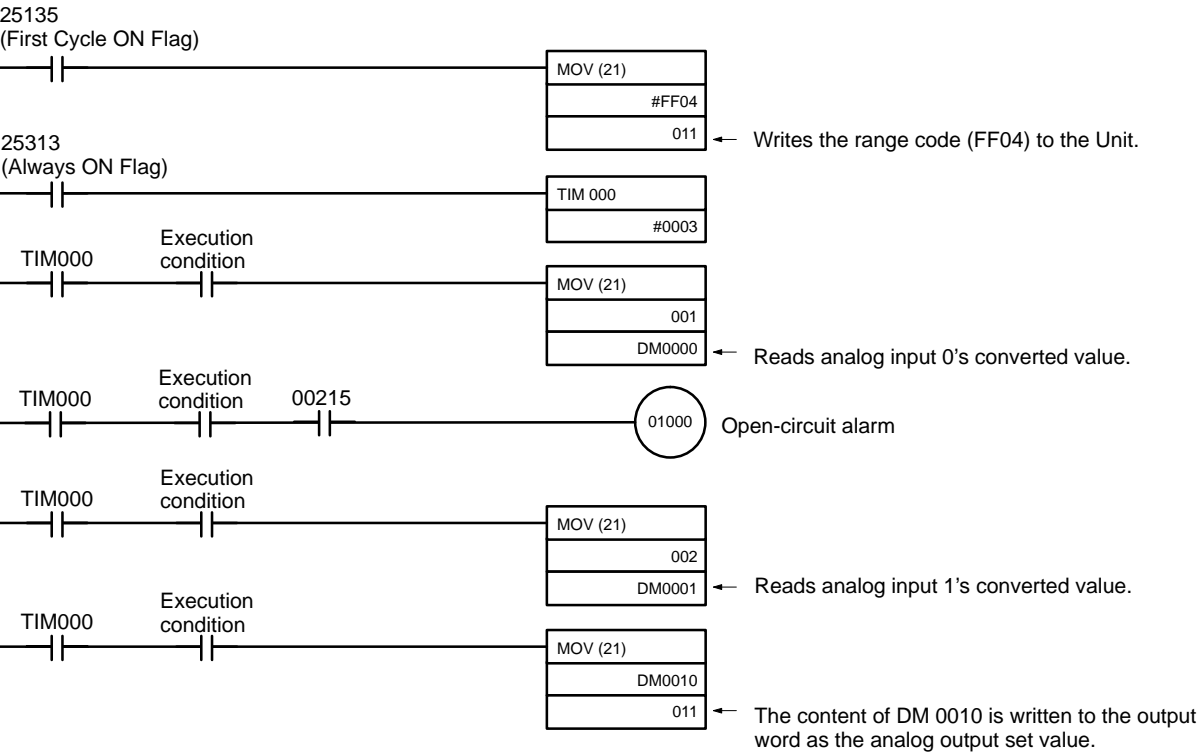 25135
(First Cycle ON Flag)
MOV (21)
#FF04
011
Writes the range code (FF04) to the Unit.
25313
(Always ON Flag)
TIM 000
#0003
TIM000
Execution
condition
MOV (21)
001
DM0000
Reads analog input 0’s converted value.
TIM000
Execution
condition
00215
01000
Open-circuit alarm
TIM000
Execution
condition
MOV (21)
002
DM0001
Reads analog input 1’s converted value.
TIM000
Execution
condition
MOV (21)
DM0010
011
The content of DM 0010 is written to the output
word as the analog output set value.